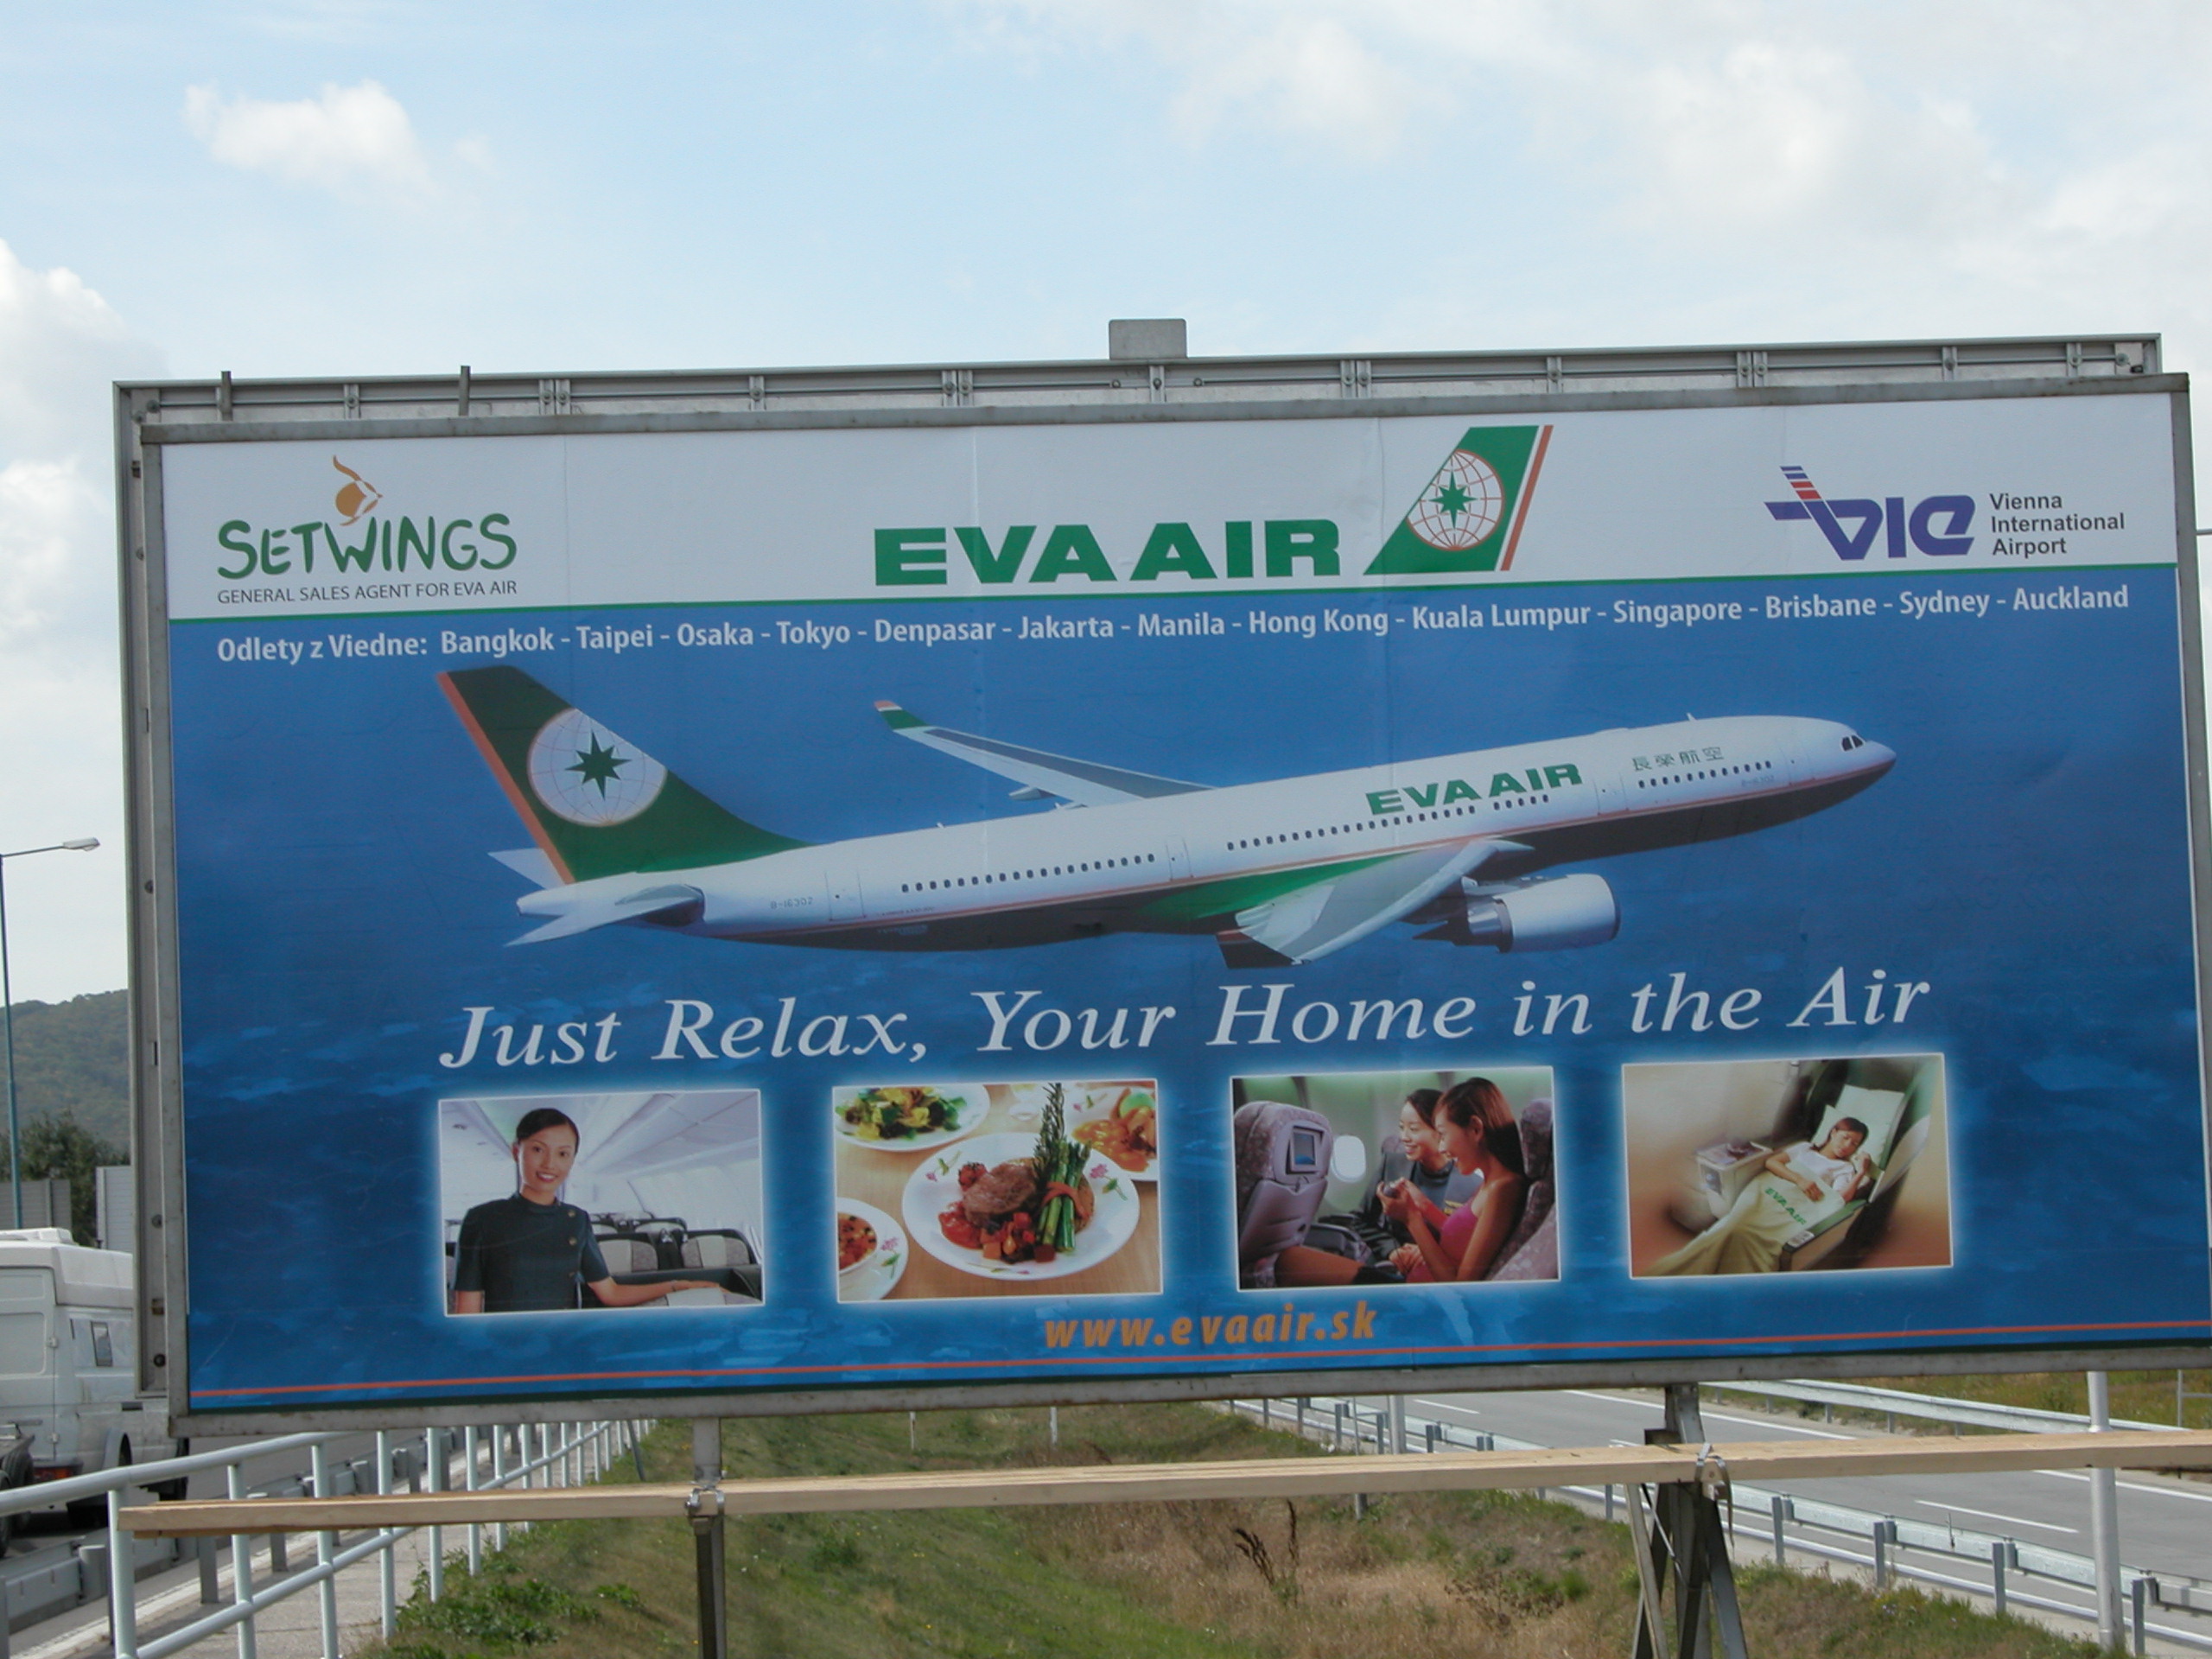 SETWINGS
GENERAL SALES AGENT FOR EVA AIR
EVA AIR
VIE
Vienna
International
Airport
Odlety z Viedne: Bangkok - Taipei - Osaka - Tokyo - Denpasar - Jakarta - Manila - Hong Kong - Kuala Lumpur - Singapore - Brisbane - Sydney - Auckland
EVA AIR 長榮航空
B-16302
Just Relax, Your Home in the Air
EVA AIR
www.evaair.sk